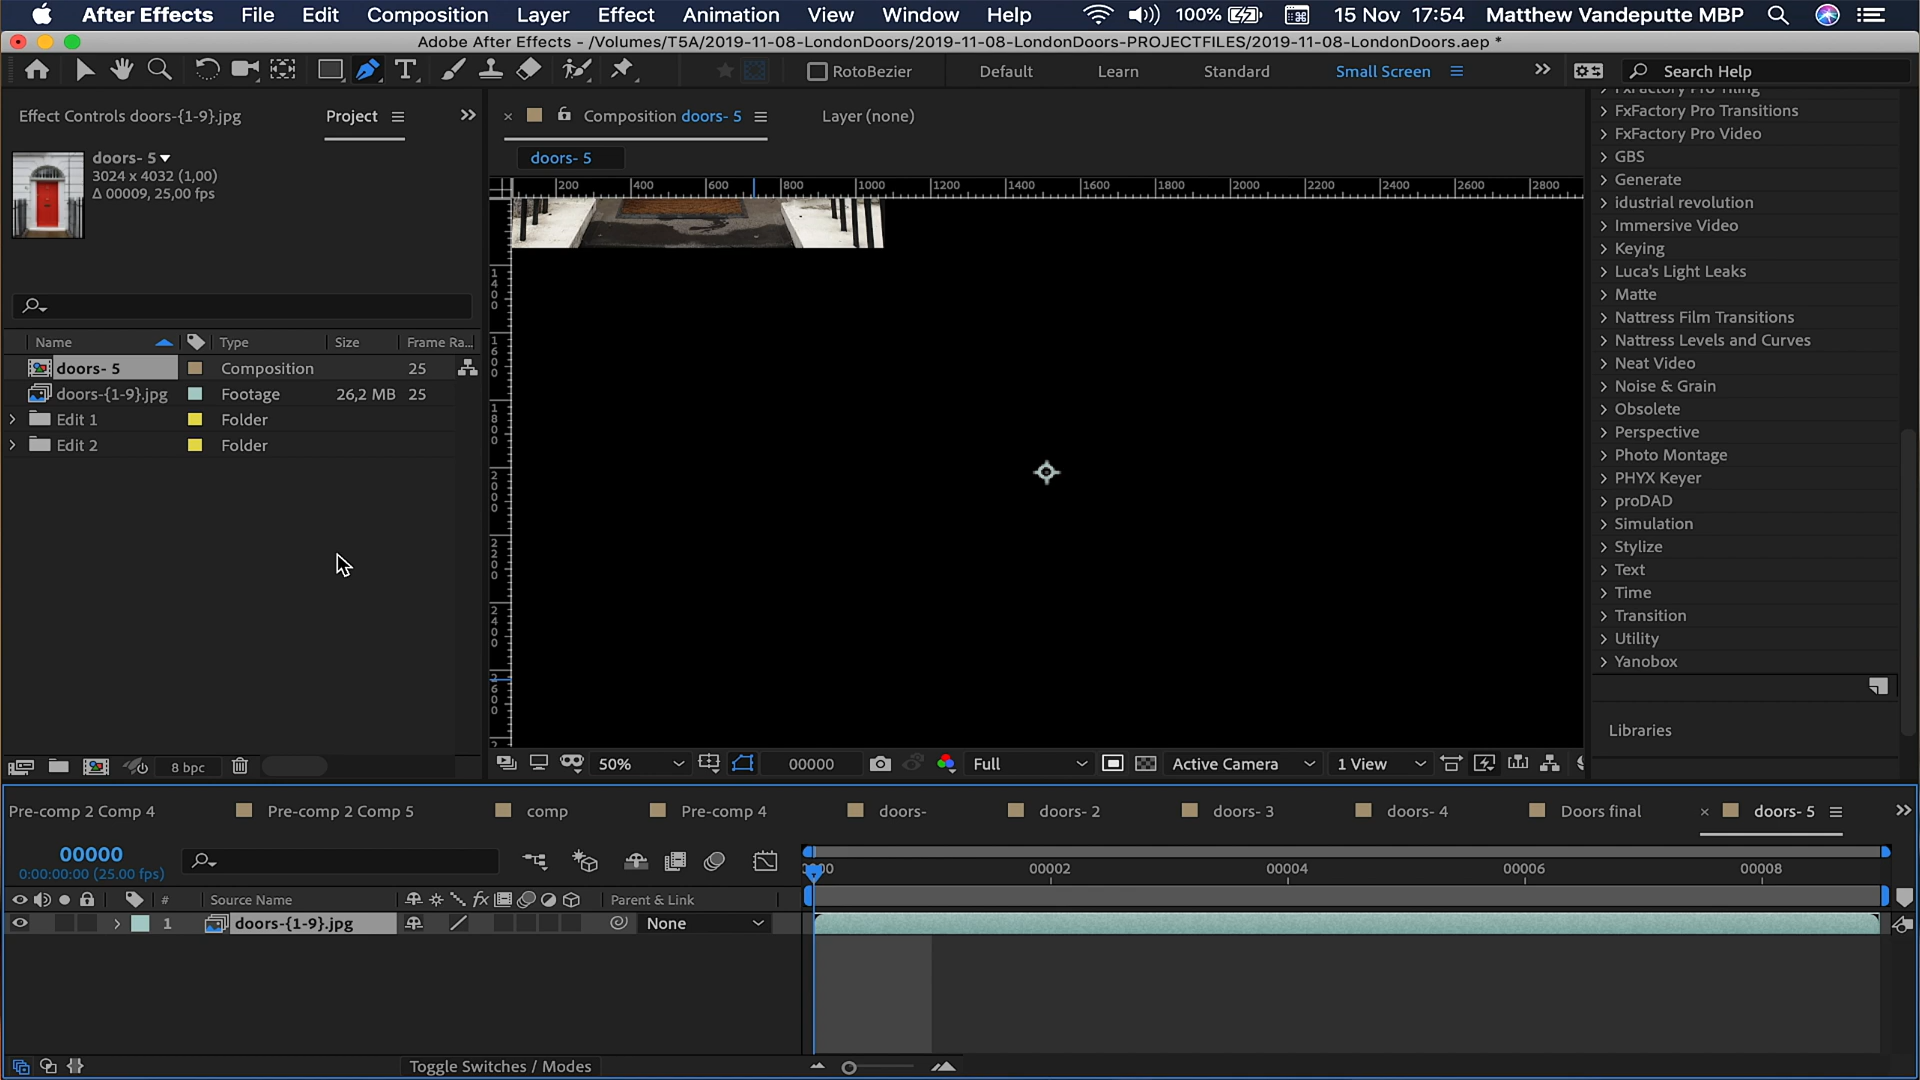 After Effects File Edit Composition Layer Effect Animation View Window Help 100% 15 Nov 17:54 Matthew Vandeputte MBP
Adobe After Effects - /Volumes/T5A/2019-11-08-LondonDoors/2019-11-08-LondonDoors-PROJECTFILES/2019-11-08-LondonDoors.aep *
RotoBezier Default Learn Standard Small Screen Search Help
Effect Controls doors-{1-9}.jpg Project
doors- 5
3024 x 4032 (1,00)
Δ 00009, 25,00 fps
Name Type Size Frame Ra...
doors- 5 Composition 25
doors-{1-9}.jpg Footage 26,2 MB 25
Edit 1 Folder
Edit 2 Folder
8 bpc
Composition doors- 5 Layer (none)
doors- 5
200 400 600 800 1000 1200 1400 1600 1800 2000 2200 2400 2600 2800
1400
1600
1800
2000
2200
2400
2600
50% 00000 Full Active Camera 1 View
FxFactory Pro Tiling
FxFactory Pro Transitions
FxFactory Pro Video
GBS
Generate
idustrial revolution
Immersive Video
Keying
Luca's Light Leaks
Matte
Nattress Film Transitions
Nattress Levels and Curves
Neat Video
Noise & Grain
Obsolete
Perspective
Photo Montage
PHYX Keyer
proDAD
Simulation
Stylize
Text
Time
Transition
Utility
Yanobox
Libraries
Pre-comp 2 Comp 4 Pre-comp 2 Comp 5 comp Pre-comp 4 doors- doors- 2 doors- 3 doors- 4 Doors final doors- 5
00000
0:00:00:00 (25.00 fps)
00002 00004 00006 00008
# Source Name fx Parent & Link
1 doors-{1-9}.jpg None
Toggle Switches / Modes